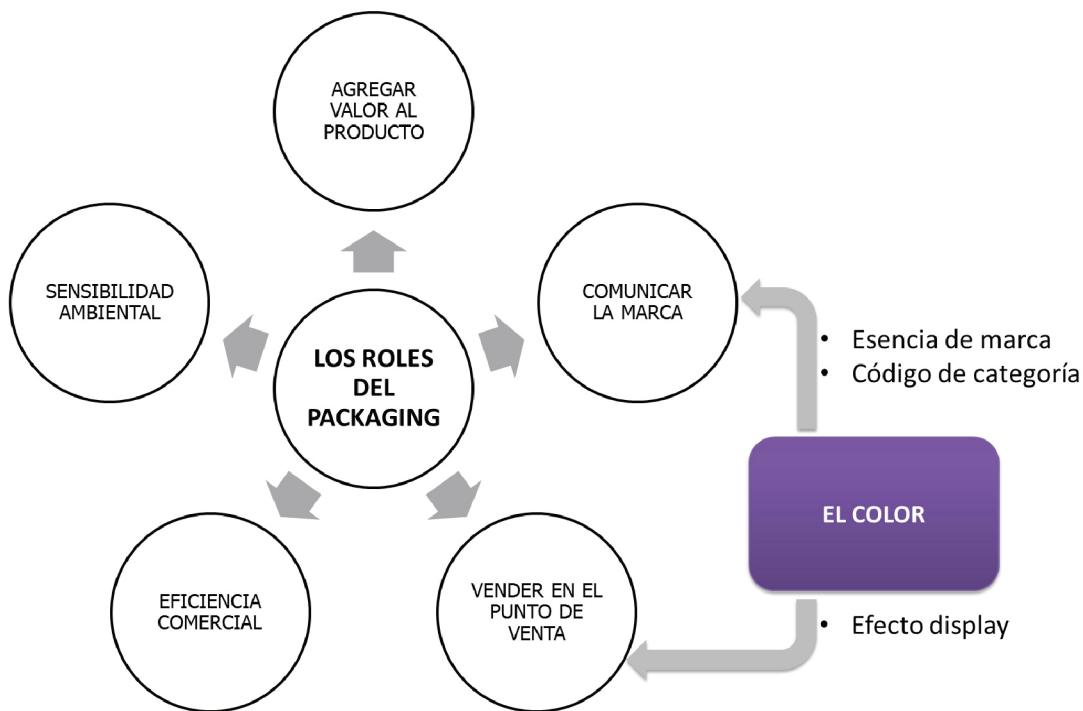 AGREGAR
VALOR AL
PRODUCTO
SENSIBILIDAD
AMBIENTAL
COMUNICAR
LA MARCA
LOS ROLES
DEL
PACKAGING
• Esencia de marca
• Código de categoría
EL COLOR
EFICIENCIA
COMERCIAL
VENDER EN EL
PUNTO DE
VENTA
• Efecto display